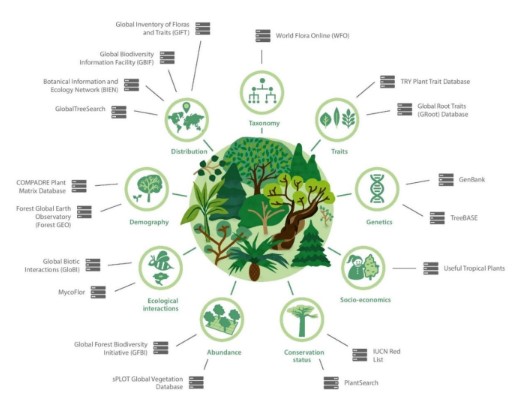 Global Inventory of Floras
and Traits (GIFT)
World Flora Online (WFO)
Global Biodiversity
Information Facility (GBIF)
Botanical Information and
Ecology Network (BIEN)
GlobalTreeSearch
Distribution
Taxonomy
Traits
TRY Plant Trait Database
Global Root Traits
(GRooT) Database
COMPADRE Plant
Matrix Database
Forest Global Earth
Observatory
(Forest GEO)
Demography
Genetics
GenBank
TreeBASE
Global Biotic
Interactions (GloBI)
MycoFlor
Ecological
interactions
Socio-economics
Useful Tropical Plants
Global Forest Biodiversity
Initiative (GFBI)
sPLOT Global Vegetation
Database
Abundance
Conservation
status
IUCN Red
List
PlantSearch